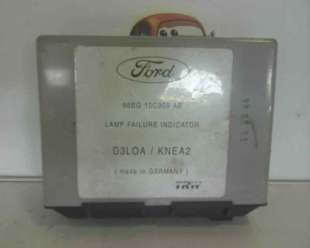 Ford
LAMP FAILURE INDICATOR
D3LOA / KNEA2
( made in GERMANY )
TRW